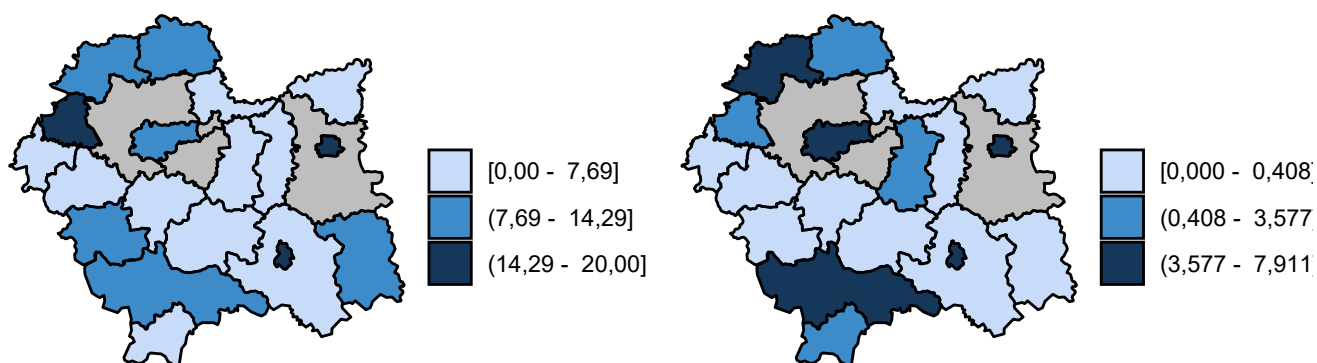 [0,00 - 7,69]
(7,69 - 14,29]
(14,29 - 20,00]
[0,000 - 0,408]
(0,408 - 3,577]
(3,577 - 7,911]